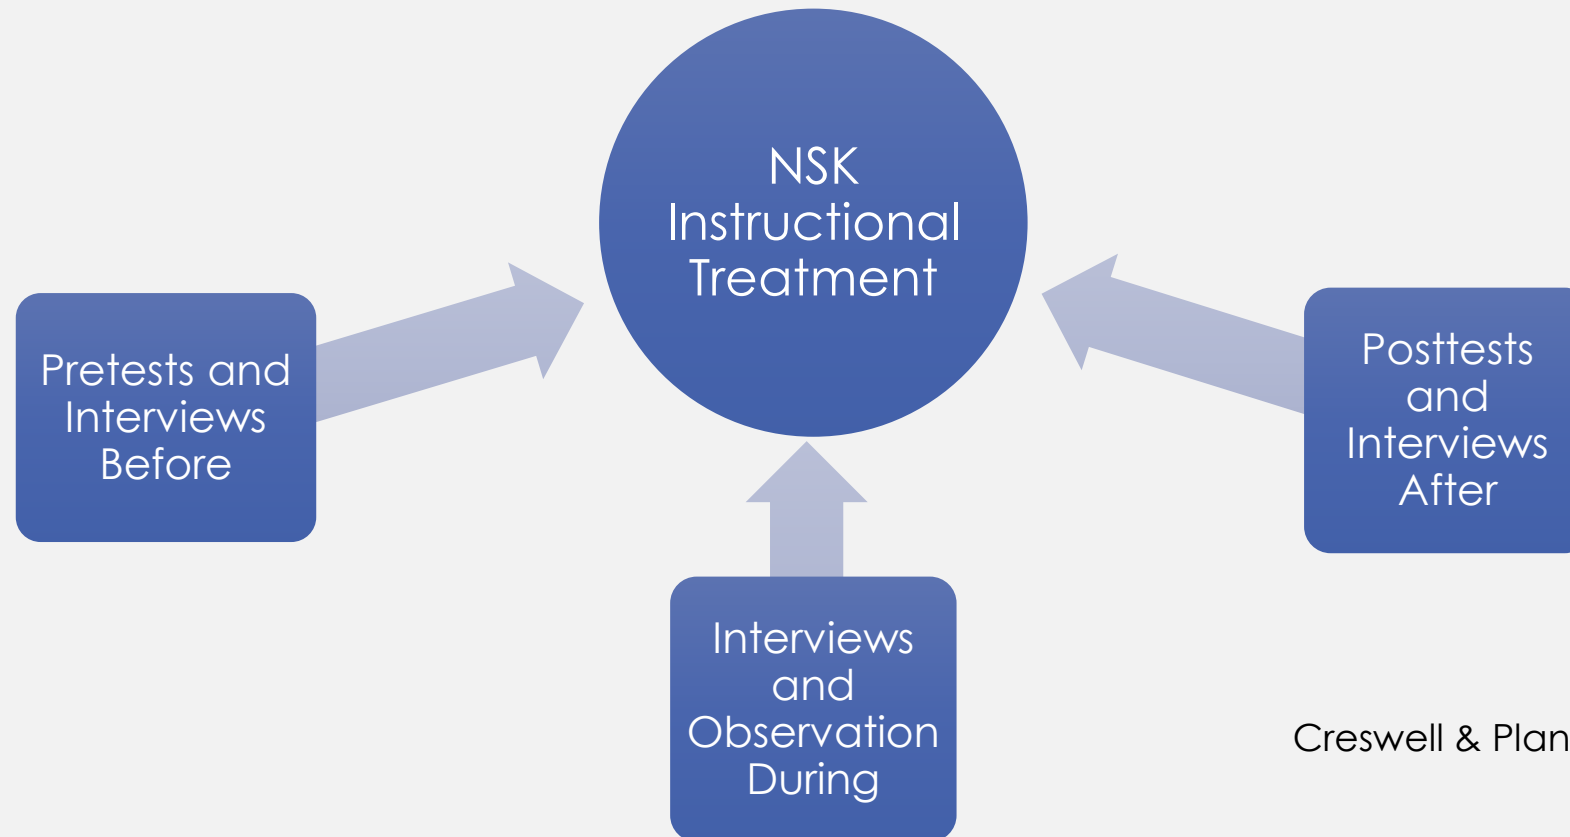 NSK
Instructional
Treatment
Pretests and
Interviews
Before
Posttests
and
Interviews
After
Interviews
and
Observation
During
Creswell & Plan